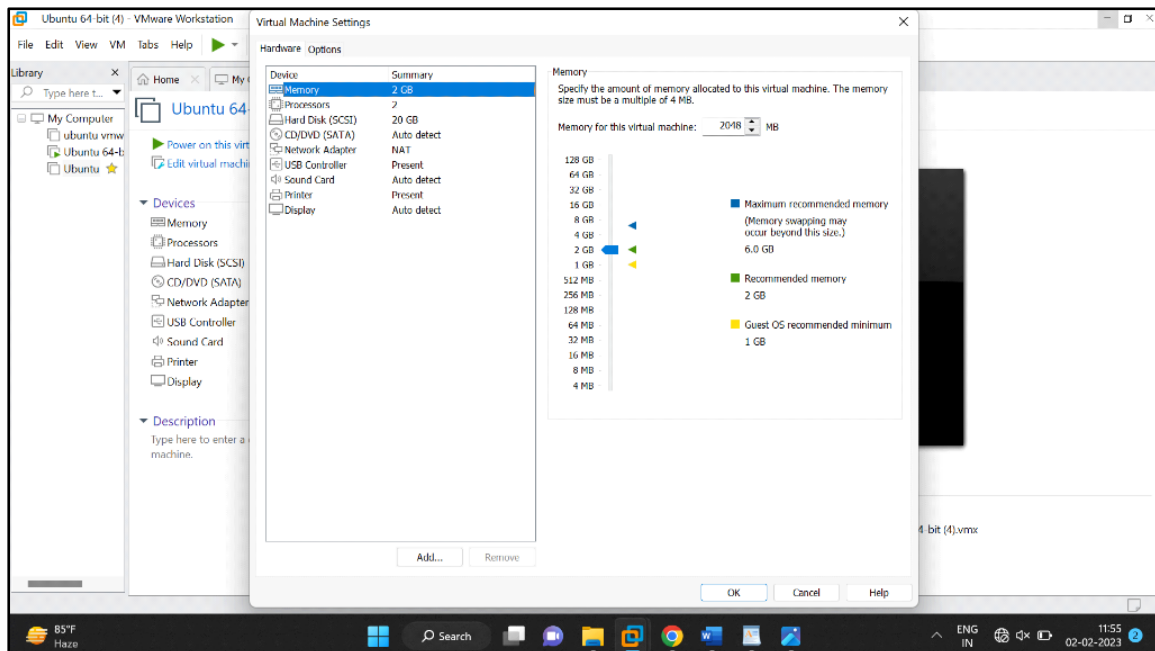 Ubuntu 64-bit (4) - VMware Workstation
File Edit View VM Tabs Help
Library
Type here t...
My Computer
ubuntu vmw
Ubuntu 64-b
Ubuntu
Home
My
Ubuntu 64-
Power on this virt
Edit virtual machi
Devices
Memory
Processors
Hard Disk (SCSI)
CD/DVD (SATA)
Network Adapter
USB Controller
Sound Card
Printer
Display
Description
Type here to enter a
machine.
Virtual Machine Settings
Hardware Options
Device Summary
Memory 2 GB
Processors 2
Hard Disk (SCSI) 20 GB
CD/DVD (SATA) Auto detect
Network Adapter NAT
USB Controller Present
Sound Card Auto detect
Printer Present
Display Auto detect
Add... Remove
Memory
Specify the amount of memory allocated to this virtual machine. The memory
size must be a multiple of 4 MB.
Memory for this virtual machine: 2048 MB
128 GB
64 GB
32 GB
16 GB
8 GB
4 GB
2 GB
1 GB
512 MB
256 MB
128 MB
64 MB
32 MB
16 MB
8 MB
4 MB
Maximum recommended memory
(Memory swapping may
occur beyond this size.)
6.0 GB
Recommended memory
2 GB
Guest OS recommended minimum
1 GB
OK Cancel Help
4-bit (4).vmx
85°F
Haze
Search
ENG
IN
11:55
02-02-2023
2